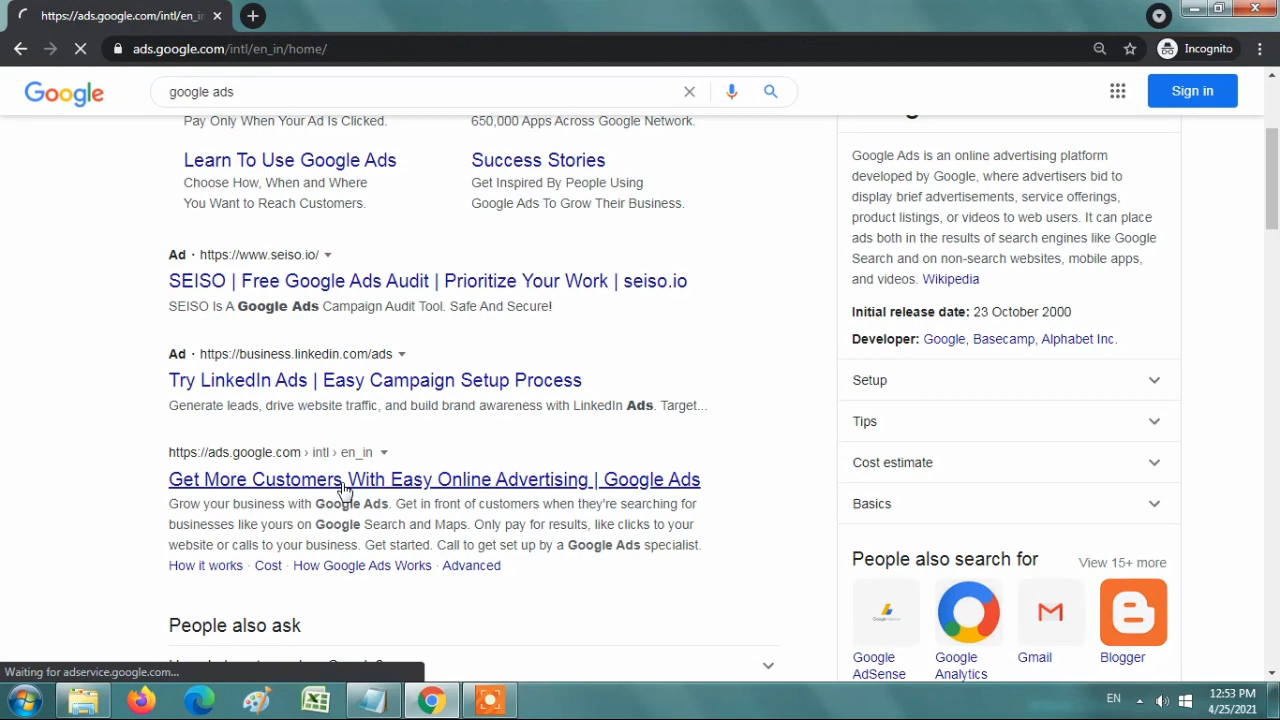 https://ads.google.com/intl/en_in
ads.google.com/intl/en_in/home/
Incognito
Google
google ads
Sign in
Pay Only When Your Ad Is Clicked.
650,000 Apps Across Google Network.
Learn To Use Google Ads
Success Stories
Choose How, When and Where
You Want to Reach Customers.
Get Inspired By People Using
Google Ads To Grow Their Business.
Ad · https://www.seiso.io/
SEISO | Free Google Ads Audit | Prioritize Your Work | seiso.io
SEISO Is A Google Ads Campaign Audit Tool. Safe And Secure!
Ad · https://business.linkedin.com/ads
Try LinkedIn Ads | Easy Campaign Setup Process
Generate leads, drive website traffic, and build brand awareness with LinkedIn Ads. Target...
https://ads.google.com › intl › en_in
Get More Customers With Easy Online Advertising | Google Ads
Grow your business with Google Ads. Get in front of customers when they're searching for
businesses like yours on Google Search and Maps. Only pay for results, like clicks to your
website or calls to your business. Get started. Call to get set up by a Google Ads specialist.
How it works · Cost · How Google Ads Works · Advanced
People also ask
Google Ads is an online advertising platform
developed by Google, where advertisers bid to
display brief advertisements, service offerings,
product listings, or videos to web users. It can place
ads both in the results of search engines like Google
Search and on non-search websites, mobile apps,
and videos. Wikipedia
Initial release date: 23 October 2000
Developer: Google, Basecamp, Alphabet Inc.
Setup
Tips
Cost estimate
Basics
People also search for
View 15+ more
Google
AdSense
Google
Analytics
Gmail
Blogger
Waiting for adservice.google.com...
EN
12:53 PM
4/25/2021